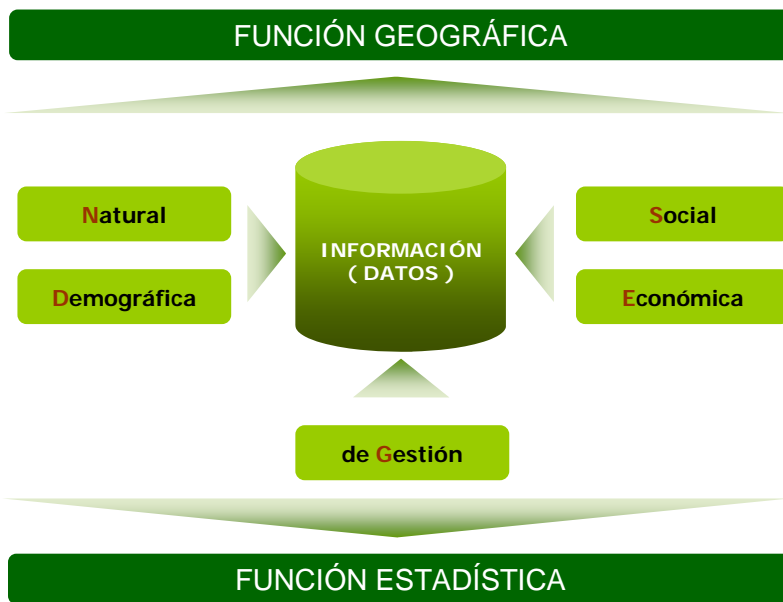 FUNCIÓN GEOGRÁFICA
Natural
Demográfica
INFORMACIÓN
( DATOS )
Social
Económica
de Gestión
FUNCIÓN ESTADÍSTICA